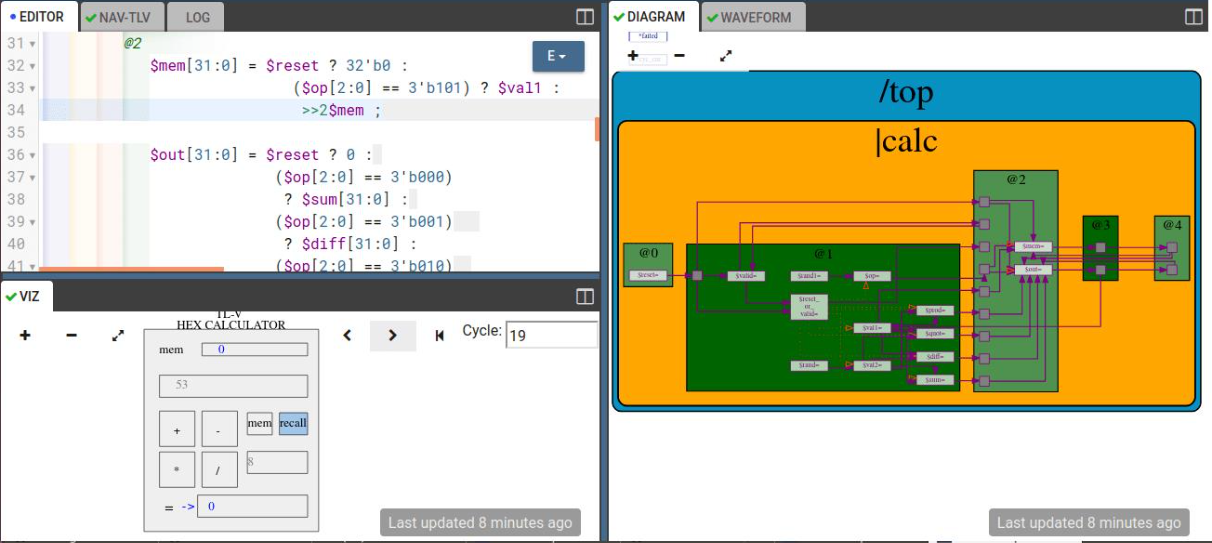 EDITOR
NAV-TLV
LOG
31 @2
E
32 $mem[31:0] = $reset ? 32'b0 :
33 ($op[2:0] == 3'b101) ? $val1 :
34 >>2$mem ;
35
36 $out[31:0] = $reset ? 0 :
37 ($op[2:0] == 3'b000)
38 ? $sum[31:0] :
39 ($op[2:0] == 3'b001)
40 ? $diff[31:0] :
41 ($op[2:0] == 3'b010)
VIZ
TL-V
HEX CALCULATOR
Cycle: 19
mem 0
53
+ - mem recall
* / 8
= -> 0
Last updated 8 minutes ago
DIAGRAM
WAVEFORM
*failed
/top
|calc
@2
@3
@4
@0
@1
$reset=
$valid=
$rand1=
$op=
$reset_
or_
valid=
$mem=
$out=
$prod=
$val1=
$quot=
$diff=
$rand=
$val2=
$sum=
Last updated 8 minutes ago